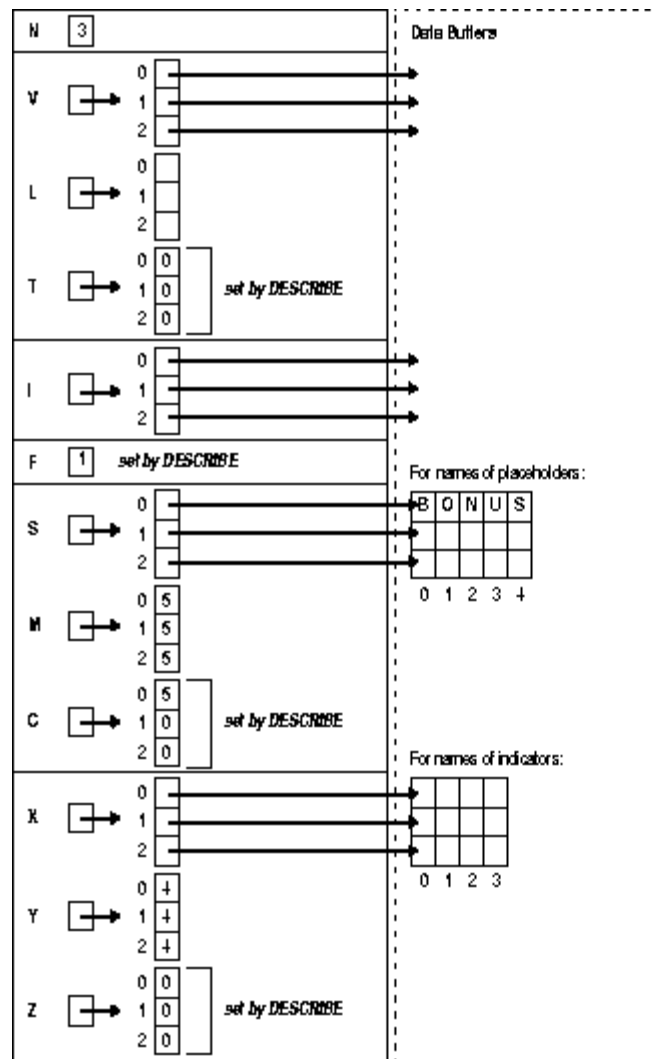 N 3 Data Buffers
V 0
1
2
L 0
1
2
T 0 0
1 0 set by DESCRIBE
2 0
I 0
1
2
F 1 set by DESCRIBE
For names of placeholders:
S 0 B O N U S
1
2
0 1 2 3 4
M 0 5
1 5
2 5
C 0 5
1 0 set by DESCRIBE
2 0
For names of indicators:
X 0
1
2
0 1 2 3
Y 0 4
1 4
2 4
Z 0 0
1 0 set by DESCRIBE
2 0